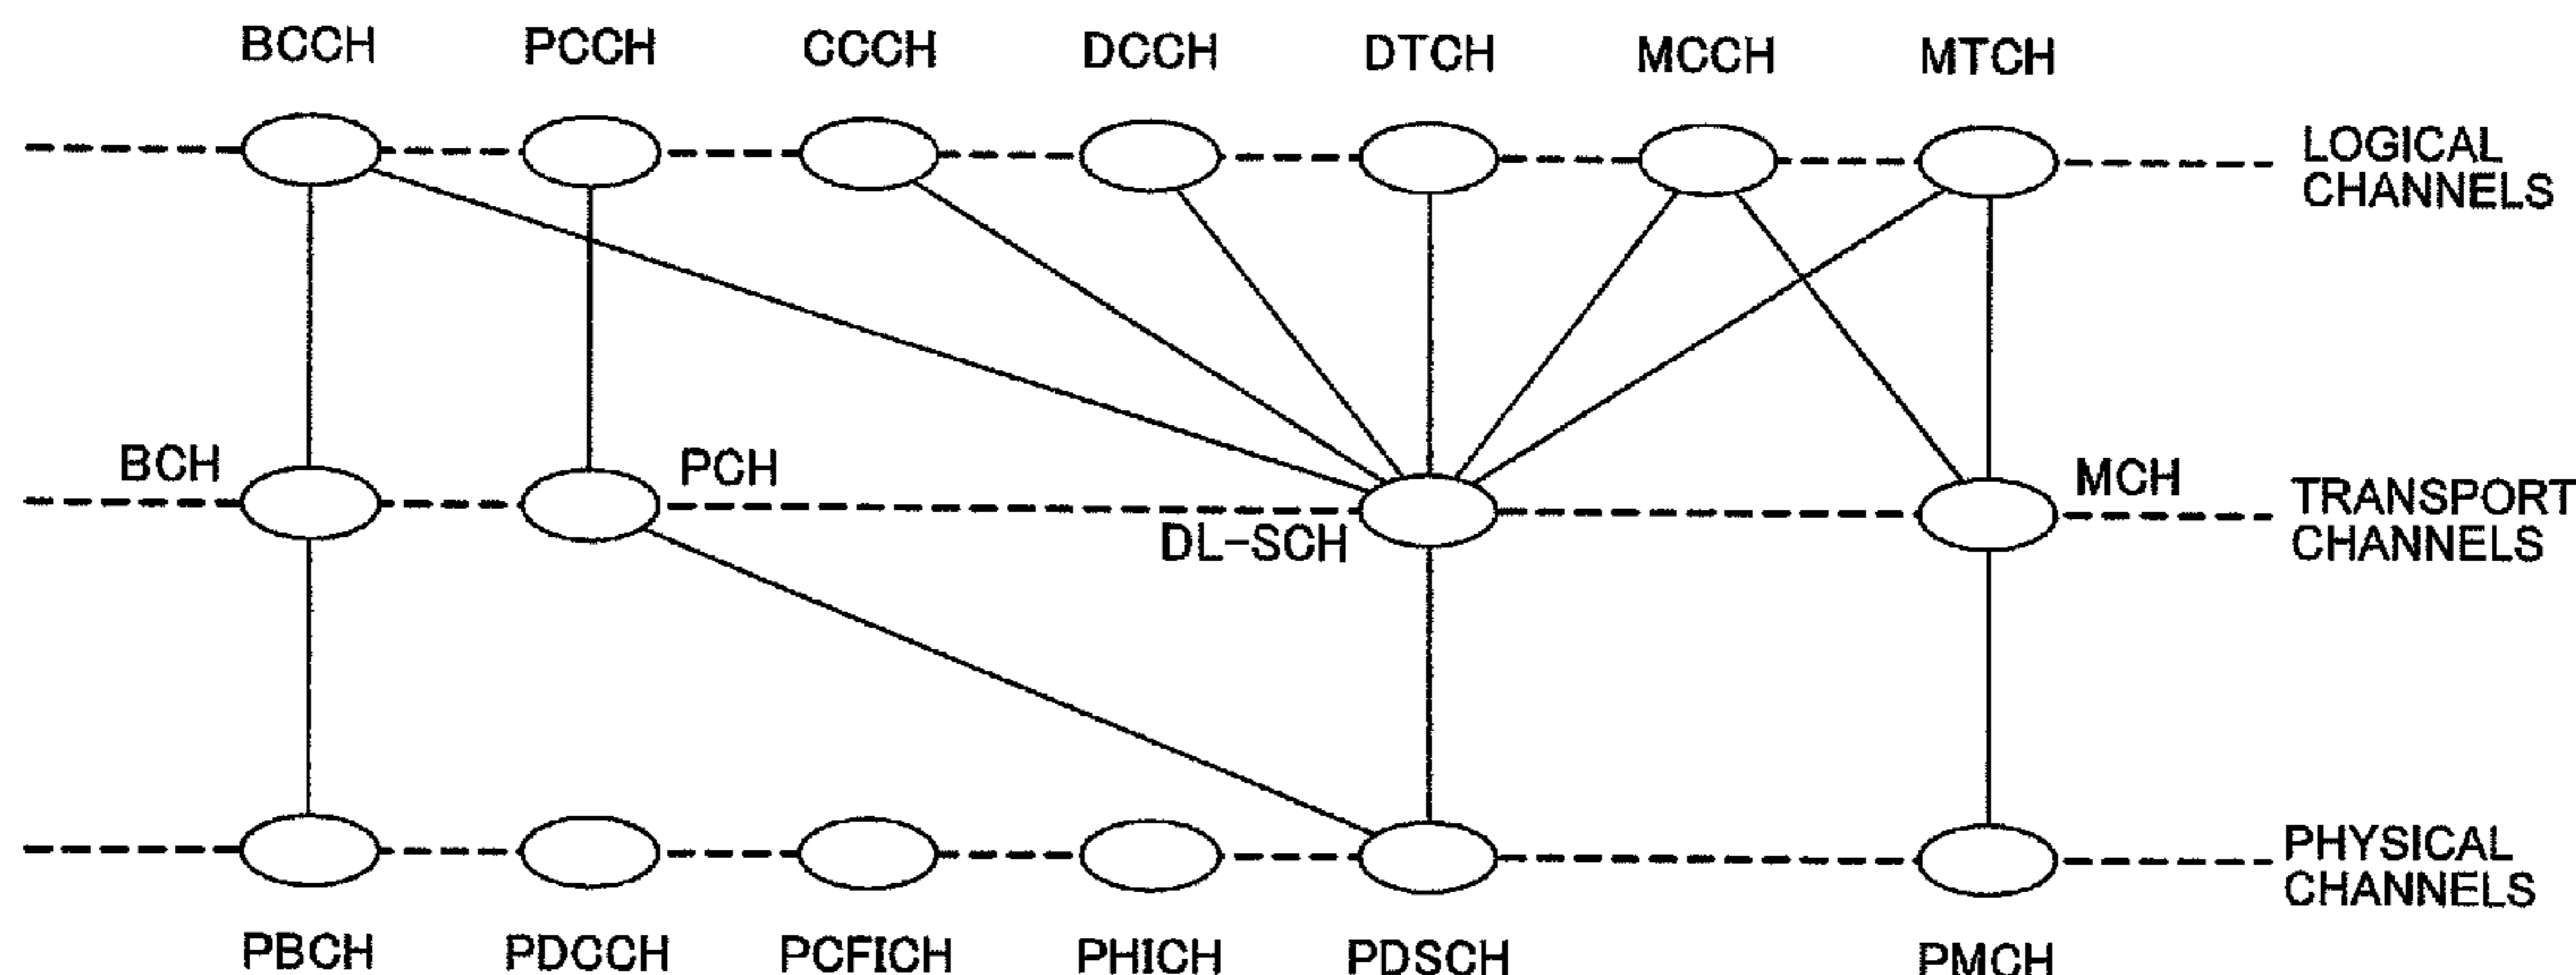 BCCH PCCH CCCH DCCH DTCH MCCH MTCH
LOGICAL
CHANNELS
BCH PCH DL-SCH MCH
TRANSPORT
CHANNELS
PHYSICAL
CHANNELS
PBCH PDCCH PCFICH PHICH PDSCH PMCH